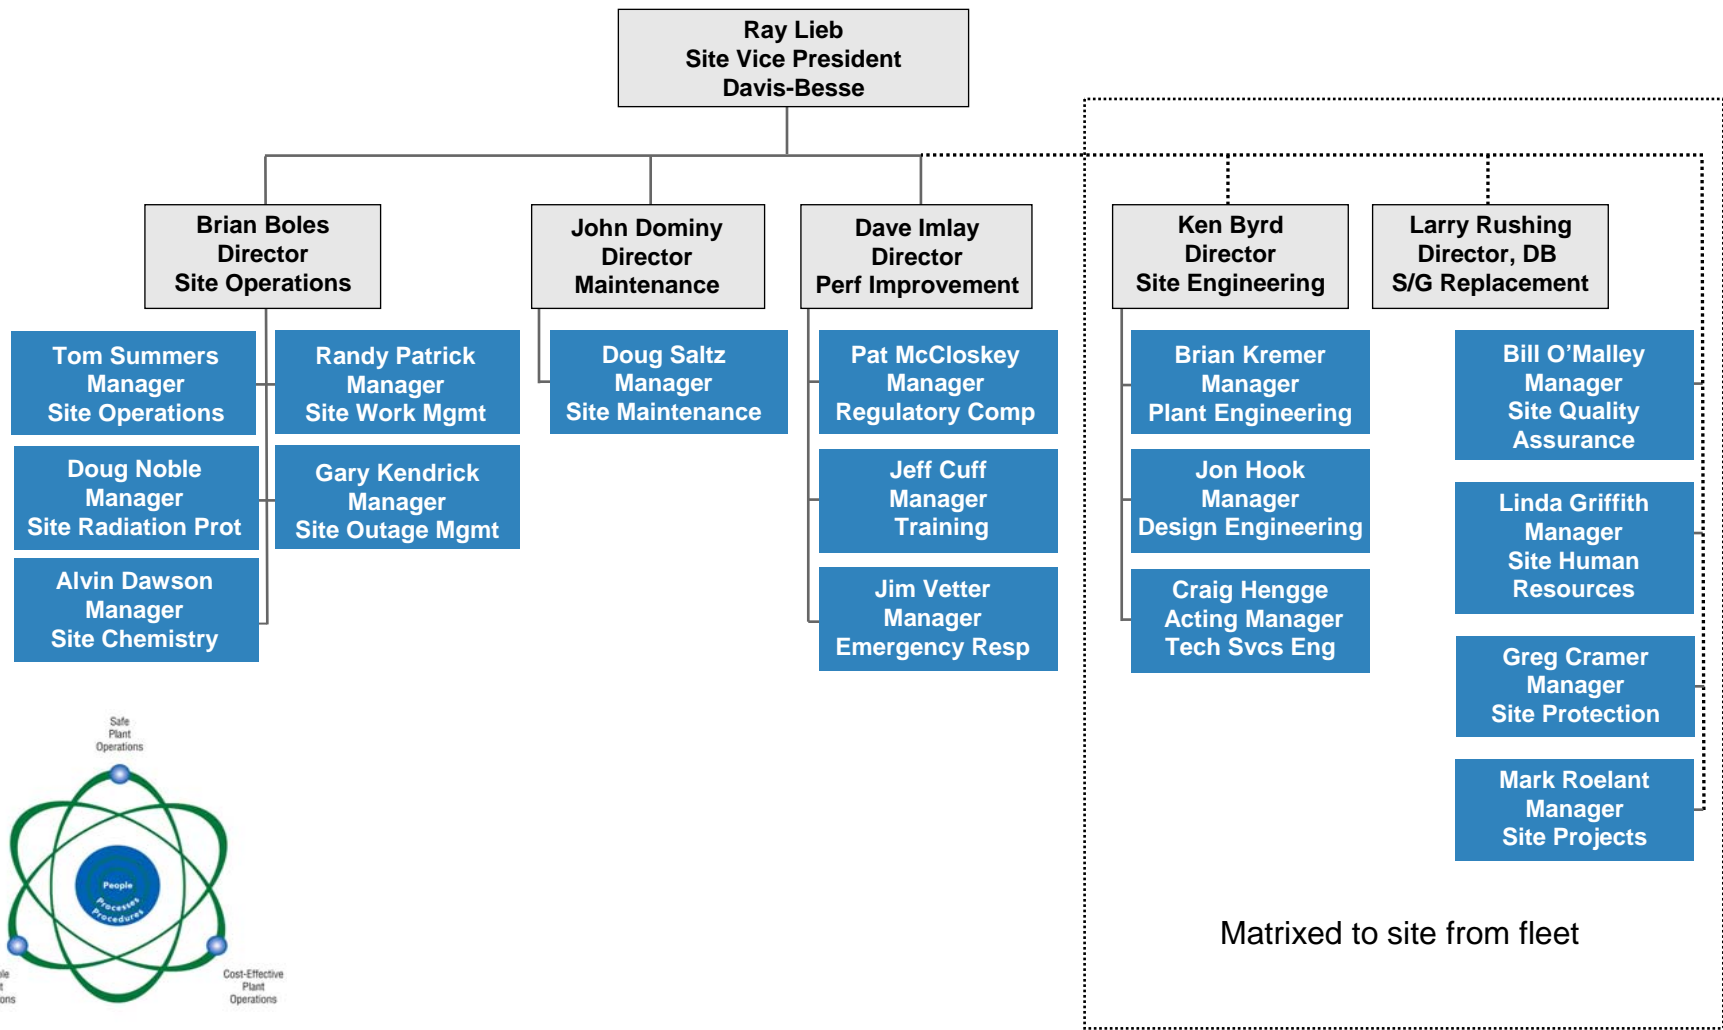 Ray Lieb
Site Vice President
Davis-Besse
Brian Boles
Director
Site Operations
John Dominy
Director
Maintenance
Dave Imlay
Director
Perf Improvement
Ken Byrd
Director
Site Engineering
Larry Rushing
Director, DB
S/G Replacement
Tom Summers
Manager
Site Operations
Randy Patrick
Manager
Site Work Mgmt
Doug Saltz
Manager
Site Maintenance
Pat McCloskey
Manager
Regulatory Comp
Brian Kremer
Manager
Plant Engineering
Bill O’Malley
Manager
Site Quality
Assurance
Doug Noble
Manager
Site Radiation Prot
Gary Kendrick
Manager
Site Outage Mgmt
Jeff Cuff
Manager
Training
Jon Hook
Manager
Design Engineering
Linda Griffith
Manager
Site Human
Resources
Alvin Dawson
Manager
Site Chemistry
Jim Vetter
Manager
Emergency Resp
Craig Hengge
Acting Manager
Tech Svcs Eng
Greg Cramer
Manager
Site Protection
Mark Roelant
Manager
Site Projects
Safe
Plant
Operations
People
Processes
Procedures
Cost-Effective
Plant
Operations
Matrixed to site from fleet